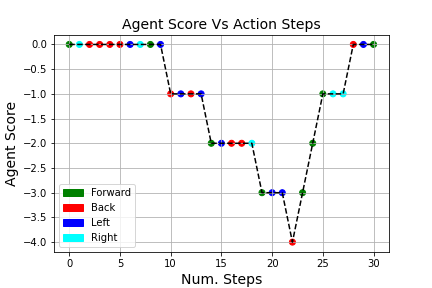 Agent Score Vs Action Steps
0.0
−0.5
−1.0
−1.5
−2.0
−2.5
−3.0
−3.5
−4.0
Agent Score
Forward
Back
Left
Right
0 5 10 15 20 25 30
Num. Steps